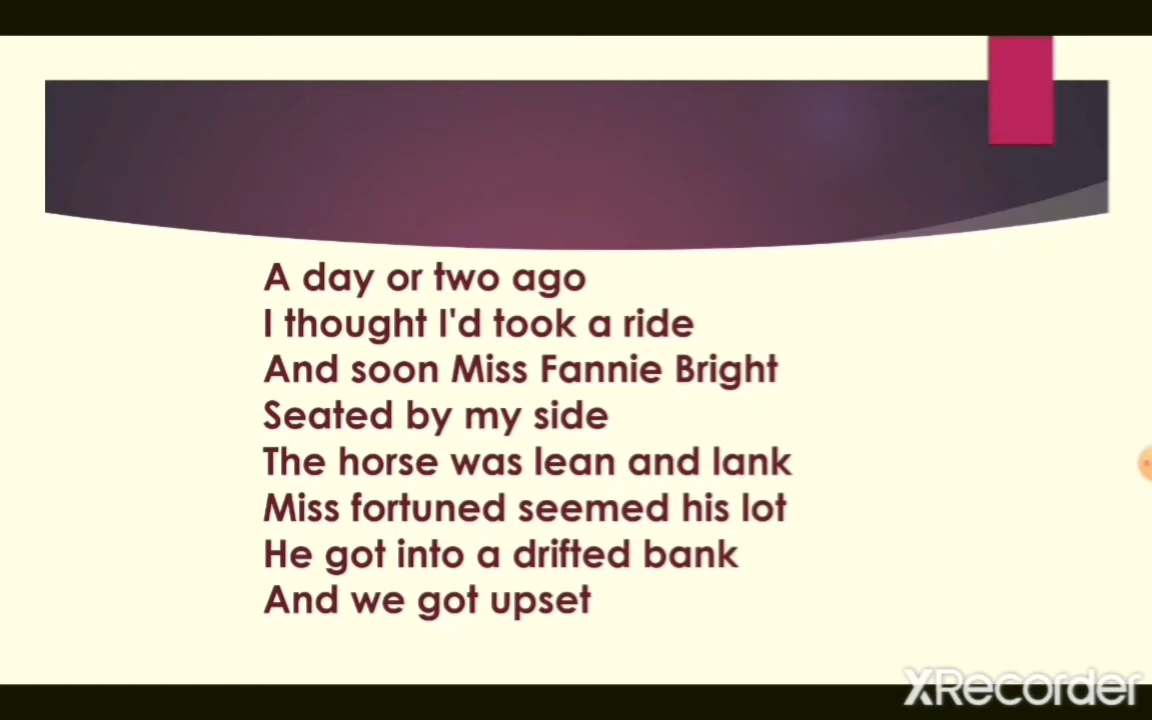 A day or two ago
I thought I'd took a ride
And soon Miss Fannie Bright
Seated by my side
The horse was lean and lank
Miss fortuned seemed his lot
He got into a drifted bank
And we got upset
XRecorder